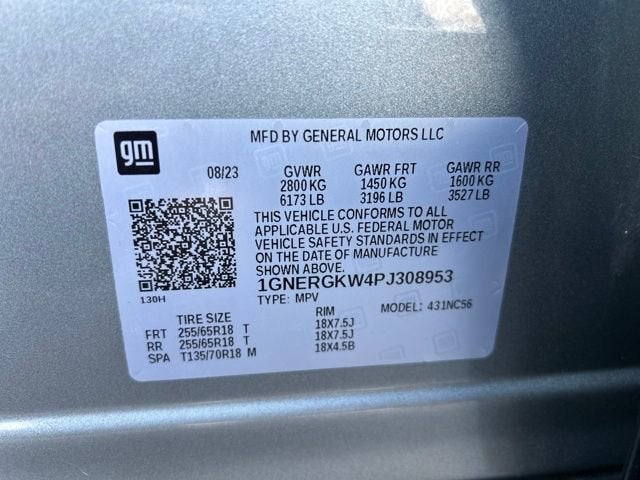 gm
MFD BY GENERAL MOTORS LLC
08/23 GVWR GAWR FRT GAWR RR
2800 KG 1450 KG 1600 KG
6173 LB 3196 LB 3527 LB
THIS VEHICLE CONFORMS TO ALL
APPLICABLE U.S. FEDERAL MOTOR
VEHICLE SAFETY STANDARDS IN EFFECT
ON THE DATE OF MANUFACTURE
SHOWN ABOVE.
1GNERGKW4PJ308953
130H TYPE: MPV MODEL: 431NC56
TIRE SIZE RIM
FRT 255/65R18 T 18X7.5J
RR 255/65R18 T 18X7.5J
SPA T135/70R18 M 18X4.5B